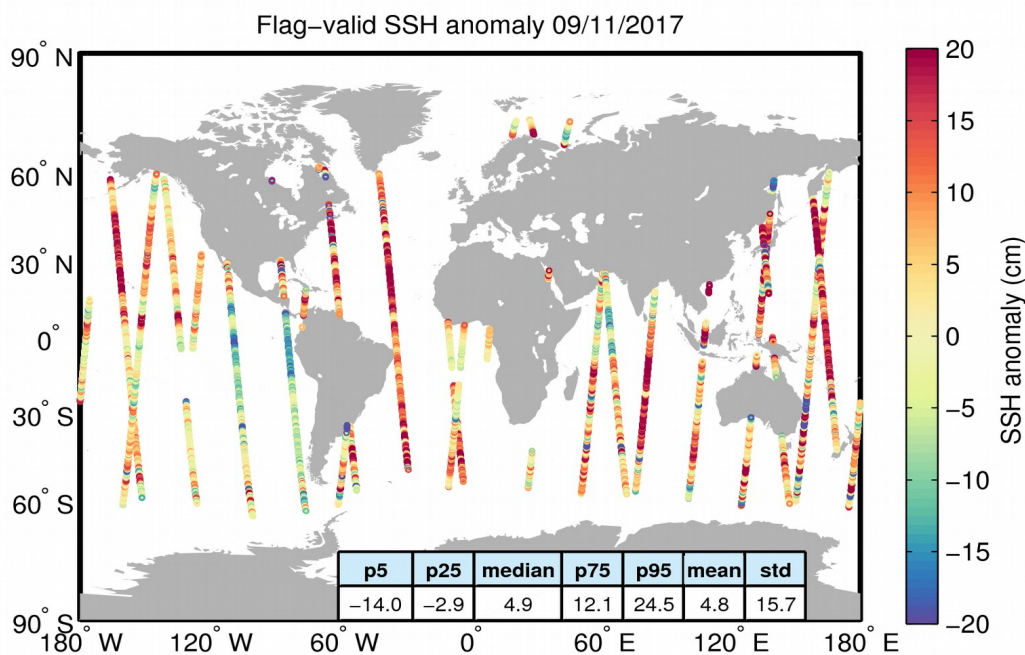 Flag−valid SSH anomaly 09/11/2017
90° N
60° N
30° N
0°
30° S
60° S
90° S
180° W
120° W
60° W
0°
60° E
120° E
180° E
p5 p25 median p75 p95 mean std
−14.0 −2.9 4.9 12.1 24.5 4.8 15.7
20
15
10
5
0
−5
−10
−15
−20
SSH anomaly (cm)